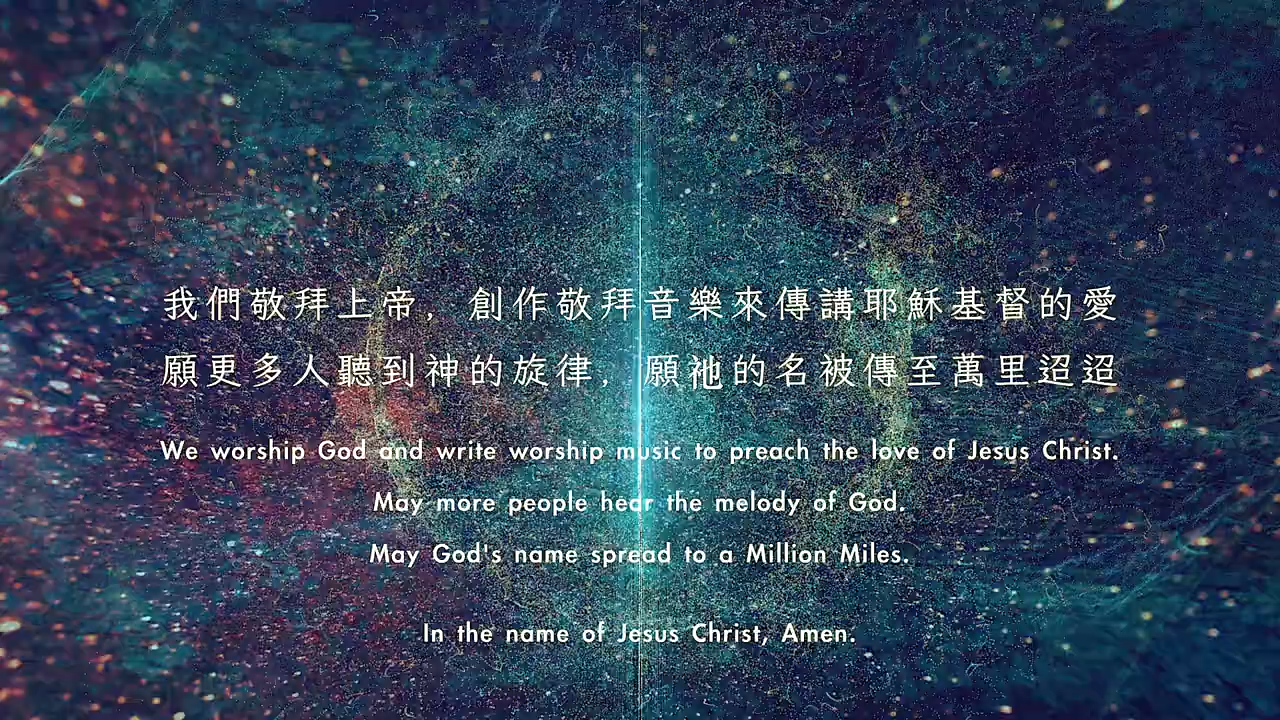 我們敬拜上帝, 創作敬拜音樂來傳講耶穌基督的愛
願更多人聽到神的旋律, 願祂的名被傳至萬里迢迢
We worship God and write worship music to preach the love of Jesus Christ.
May more people hear the melody of God.
May God's name spread to a Million Miles.
In the name of Jesus Christ, Amen.